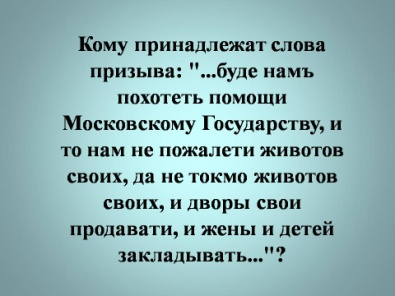 Кому принадлежат слова
призыва: "...буде намъ
похотеть помощи
Московскому Государству, и
то нам не пожалети животов
своих, да не токмо животов
своих, и дворы свои
продавати, и жены и детей
закладывать..."?